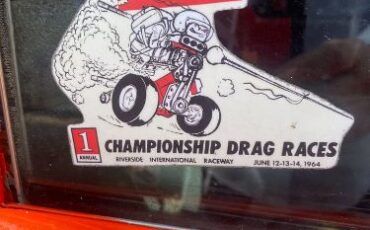 1
ANNUAL
CHAMPIONSHIP DRAG RACES
RIVERSIDE INTERNATIONAL RACEWAY JUNE 12-13-14, 1964